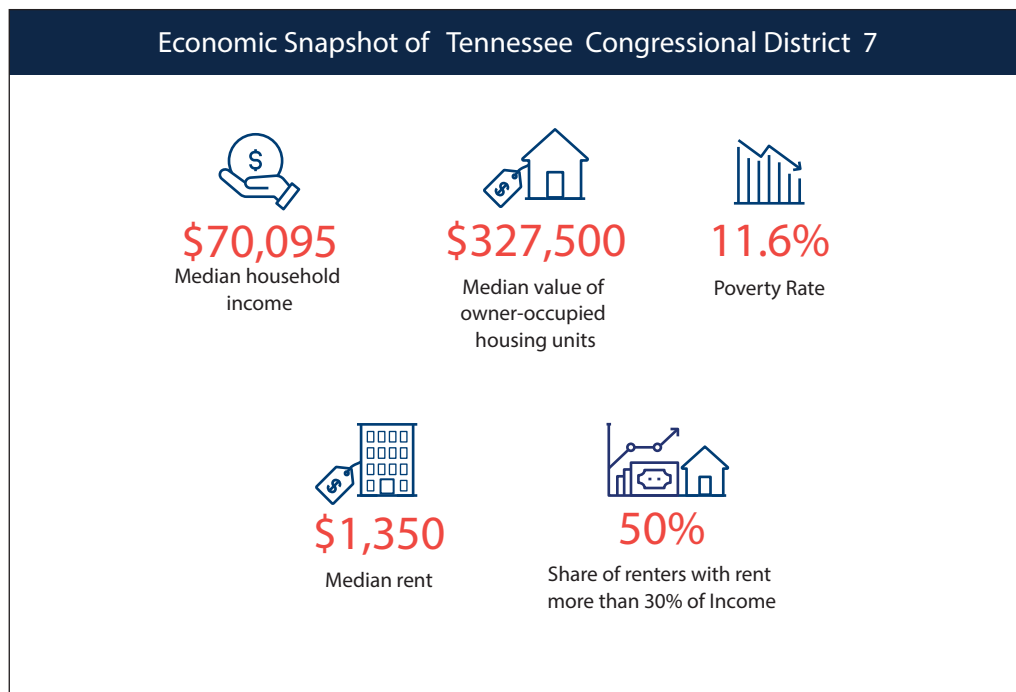 Economic Snapshot of Tennessee Congressional District 7
$70,095
Median household
income
$327,500
Median value of
owner-occupied
housing units
11.6%
Poverty Rate
$1,350
Median rent
50%
Share of renters with rent
more than 30% of Income